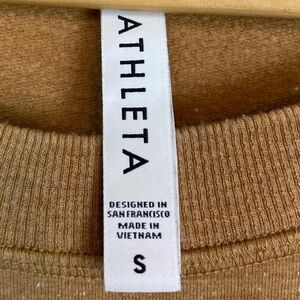 ATHLETA
DESIGNED IN
SAN FRANCISCO
MADE IN
VIETNAM
S